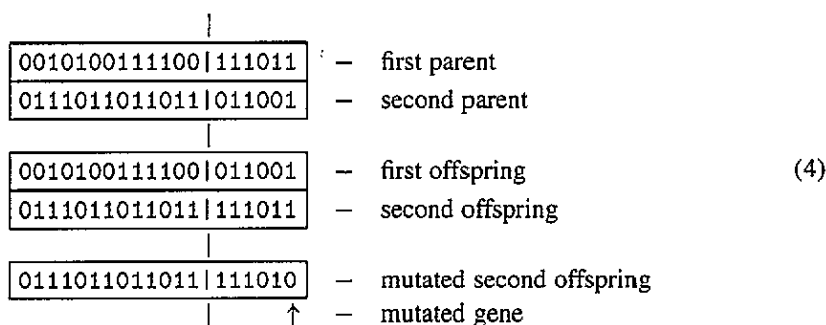 0010100111100|111011 – first parent
0111011011011|011001 – second parent
0010100111100|011001 – first offspring (4)
0111011011011|111011 – second offspring
0111011011011|111010 – mutated second offspring
↑ – mutated gene